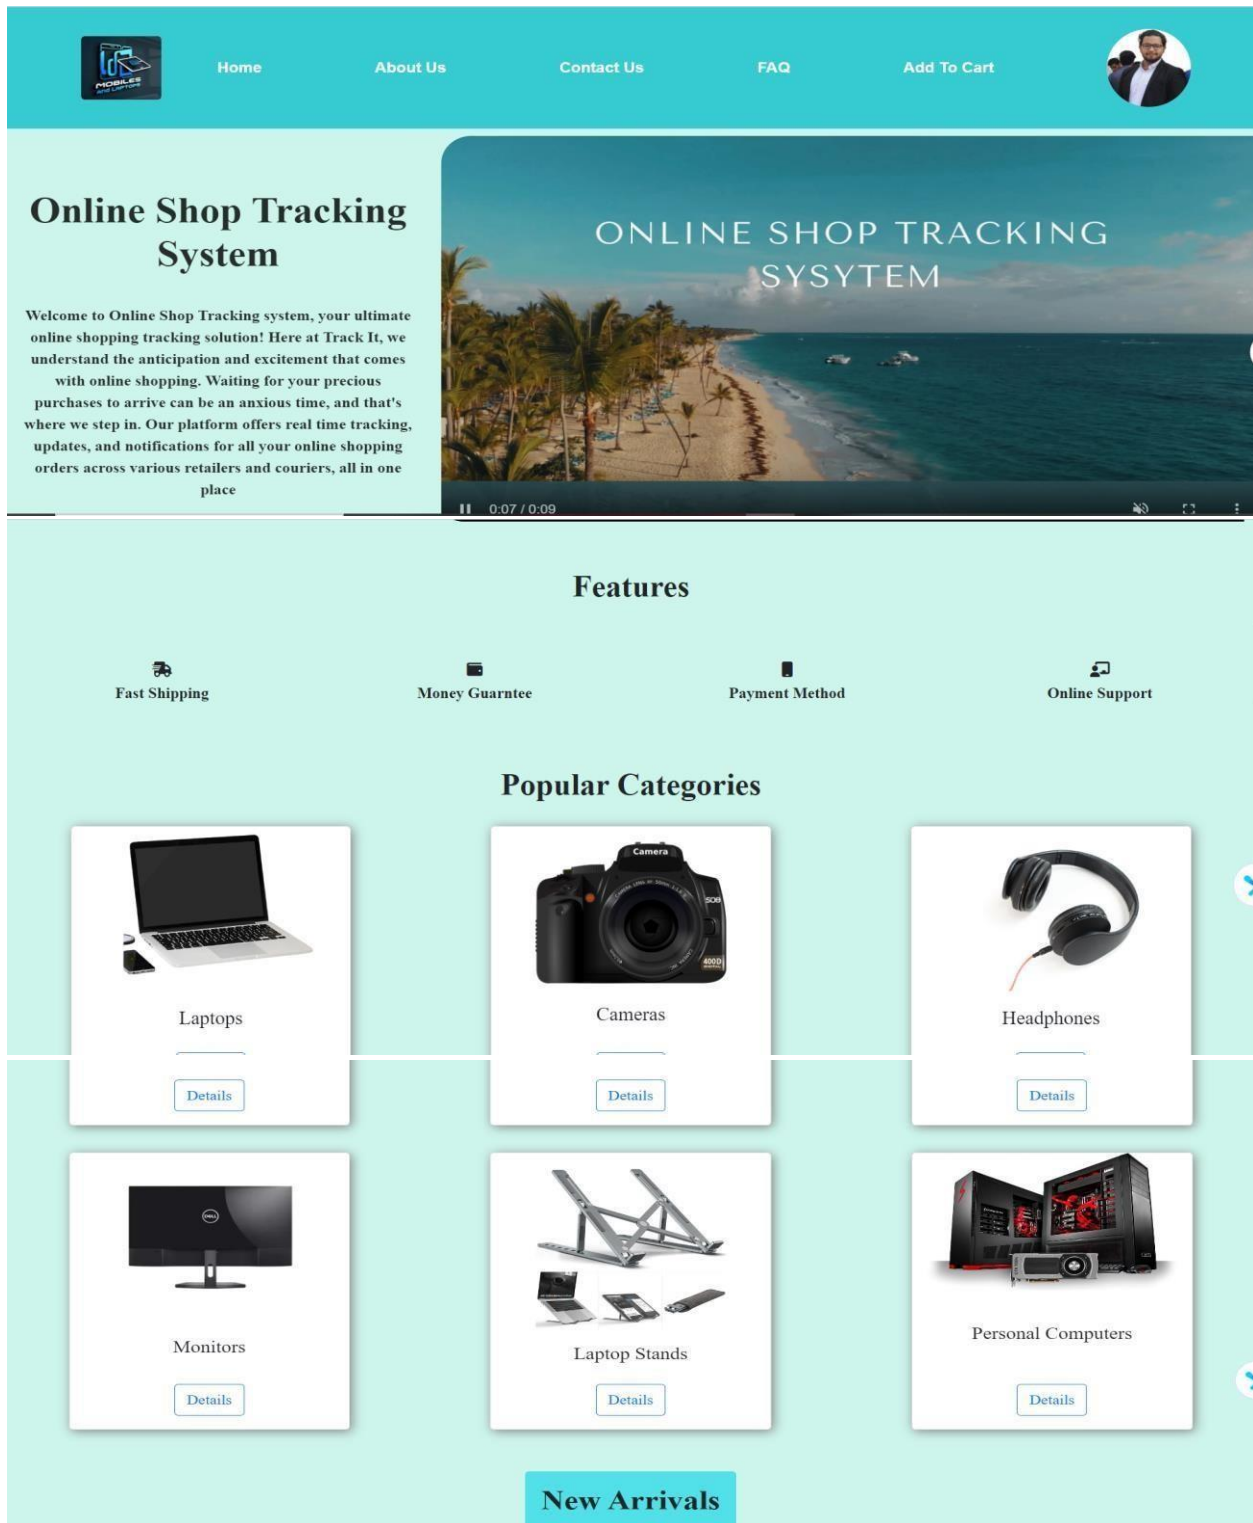 MOBILES
AND LAPTOPS
Home
About Us
Contact Us
FAQ
Add To Cart
Online Shop Tracking
System
Welcome to Online Shop Tracking system, your ultimate
online shopping tracking solution! Here at Track It, we
understand the anticipation and excitement that comes
with online shopping. Waiting for your precious
purchases to arrive can be an anxious time, and that's
where we step in. Our platform offers real time tracking,
updates, and notifications for all your online shopping
orders across various retailers and couriers, all in one
place
ONLINE SHOP TRACKING
SYSYTEM
0:07 / 0:09
Features
Fast Shipping
Money Guarntee
Payment Method
Online Support
Popular Categories
Camera
400D
Laptops
Cameras
Headphones
Details
Details
Details
DELL
Monitors
Laptop Stands
Personal Computers
Details
Details
Details
New Arrivals